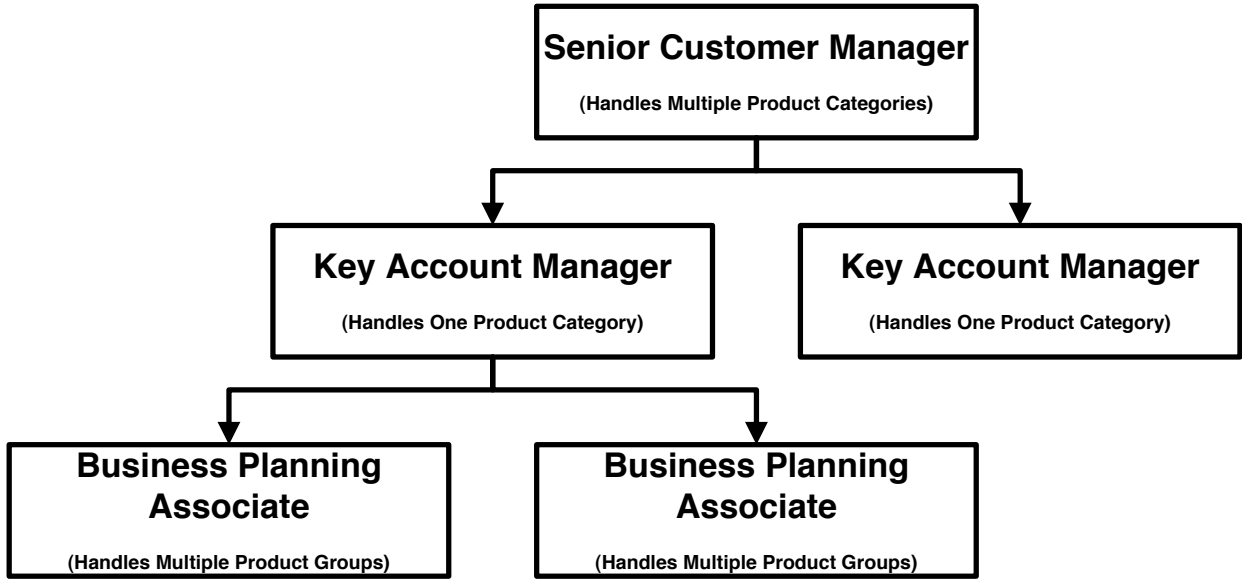 Senior Customer Manager
(Handles Multiple Product Categories)
Key Account Manager
(Handles One Product Category)
Key Account Manager
(Handles One Product Category)
Business Planning
Associate
(Handles Multiple Product Groups)
Business Planning
Associate
(Handles Multiple Product Groups)